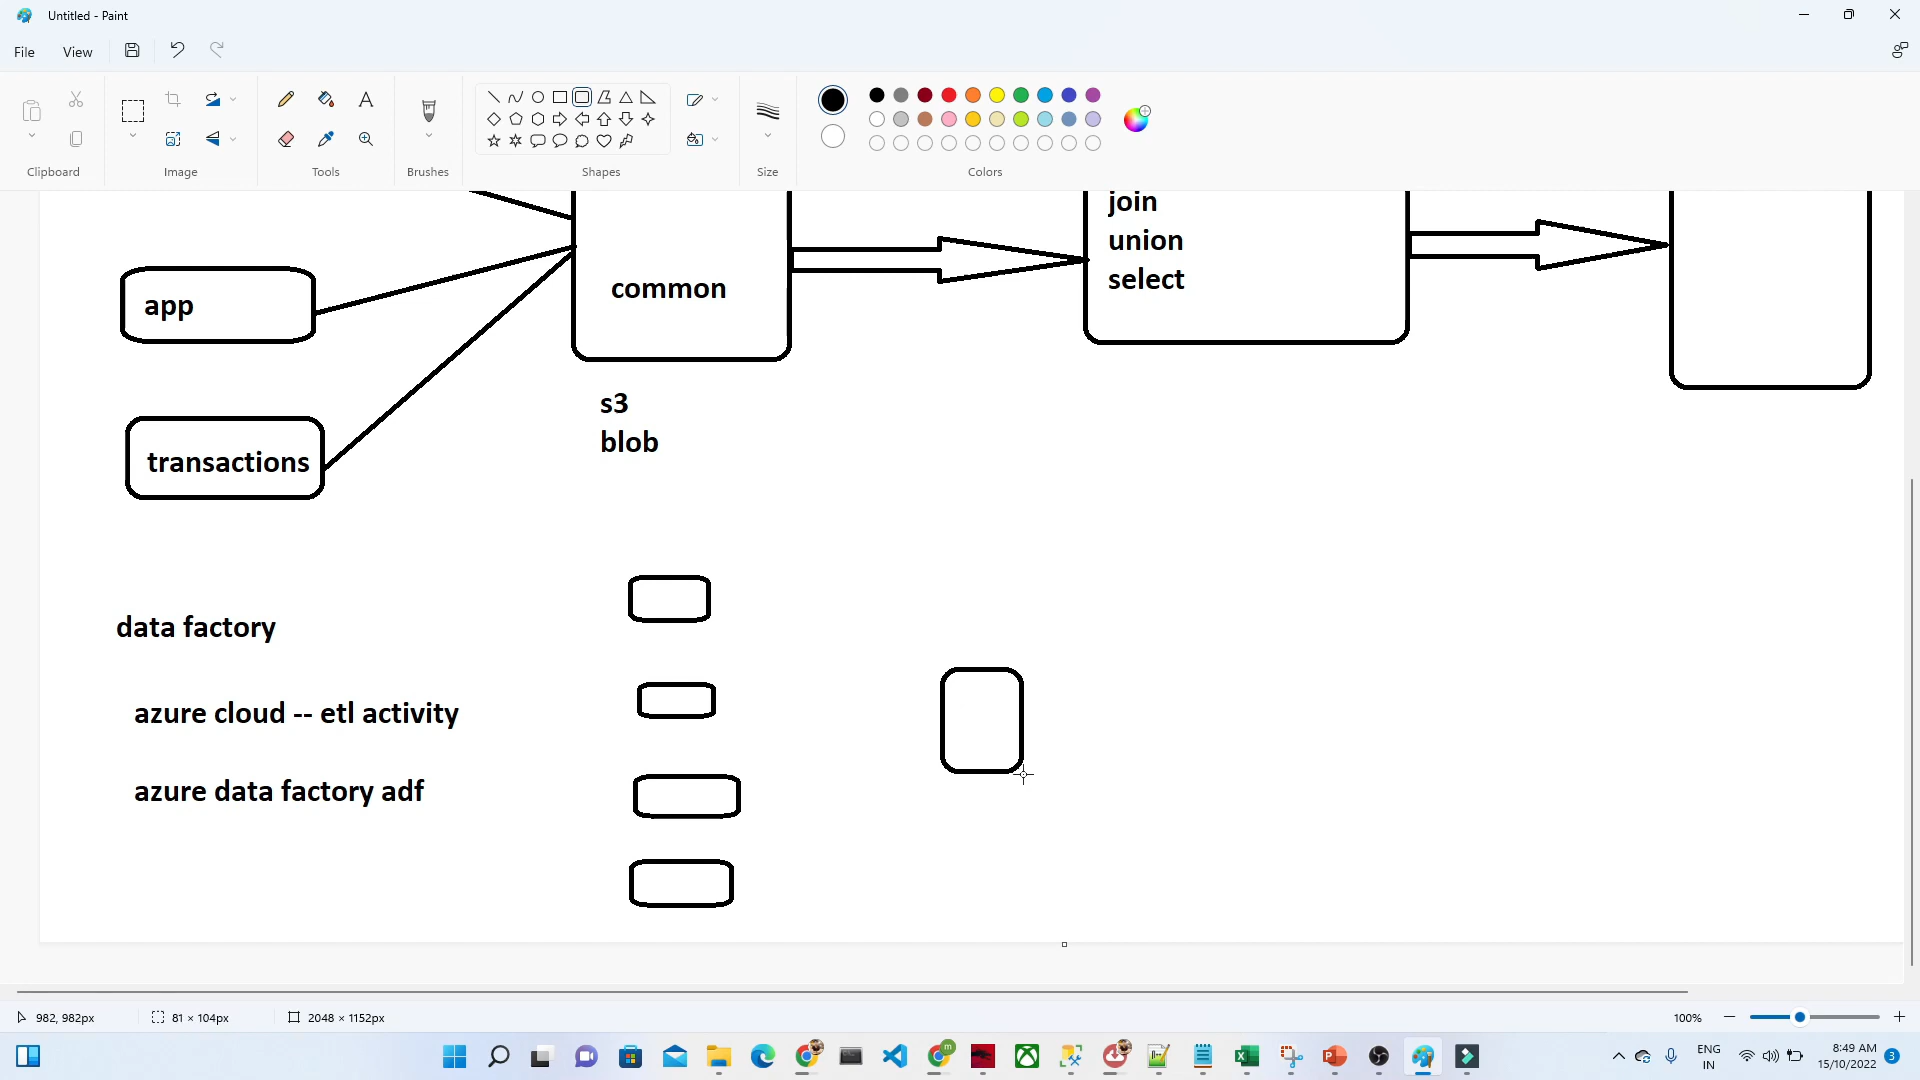 Untitled - Paint
File View
Clipboard Image Tools Brushes Shapes Size Colors
join
union
select
common
app
s3
blob
transactions
data factory
azure cloud -- etl activity
azure data factory adf
982, 982px 81 × 104px 2048 × 1152px 100%
ENG
IN
8:49 AM
15/10/2022
3